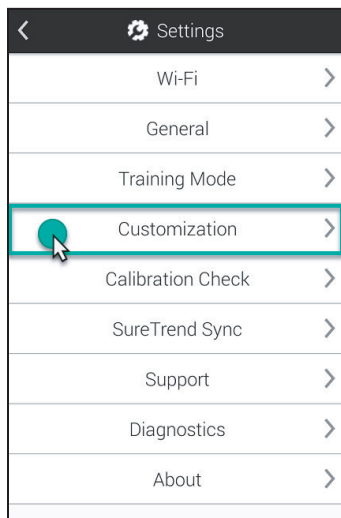 Settings
Wi-Fi
General
Training Mode
Customization
Calibration Check
SureTrend Sync
Support
Diagnostics
About